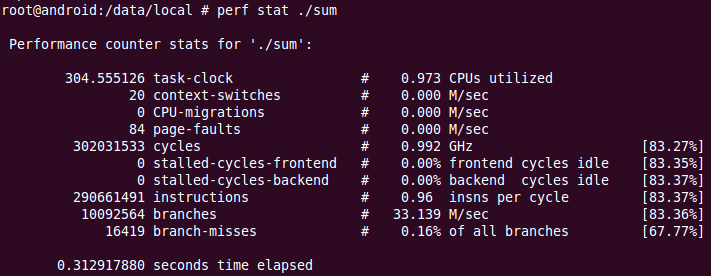 root@android:/data/local # perf stat ./sum
Performance counter stats for './sum':
304.555126 task-clock # 0.973 CPUs utilized
20 context-switches # 0.000 M/sec
0 CPU-migrations # 0.000 M/sec
84 page-faults # 0.000 M/sec
302031533 cycles # 0.992 GHz [83.27%]
0 stalled-cycles-frontend # 0.00% frontend cycles idle [83.35%]
0 stalled-cycles-backend # 0.00% backend cycles idle [83.37%]
290661491 instructions # 0.96 insns per cycle [83.37%]
10092564 branches # 33.139 M/sec [83.36%]
16419 branch-misses # 0.16% of all branches [67.77%]
0.312917880 seconds time elapsed